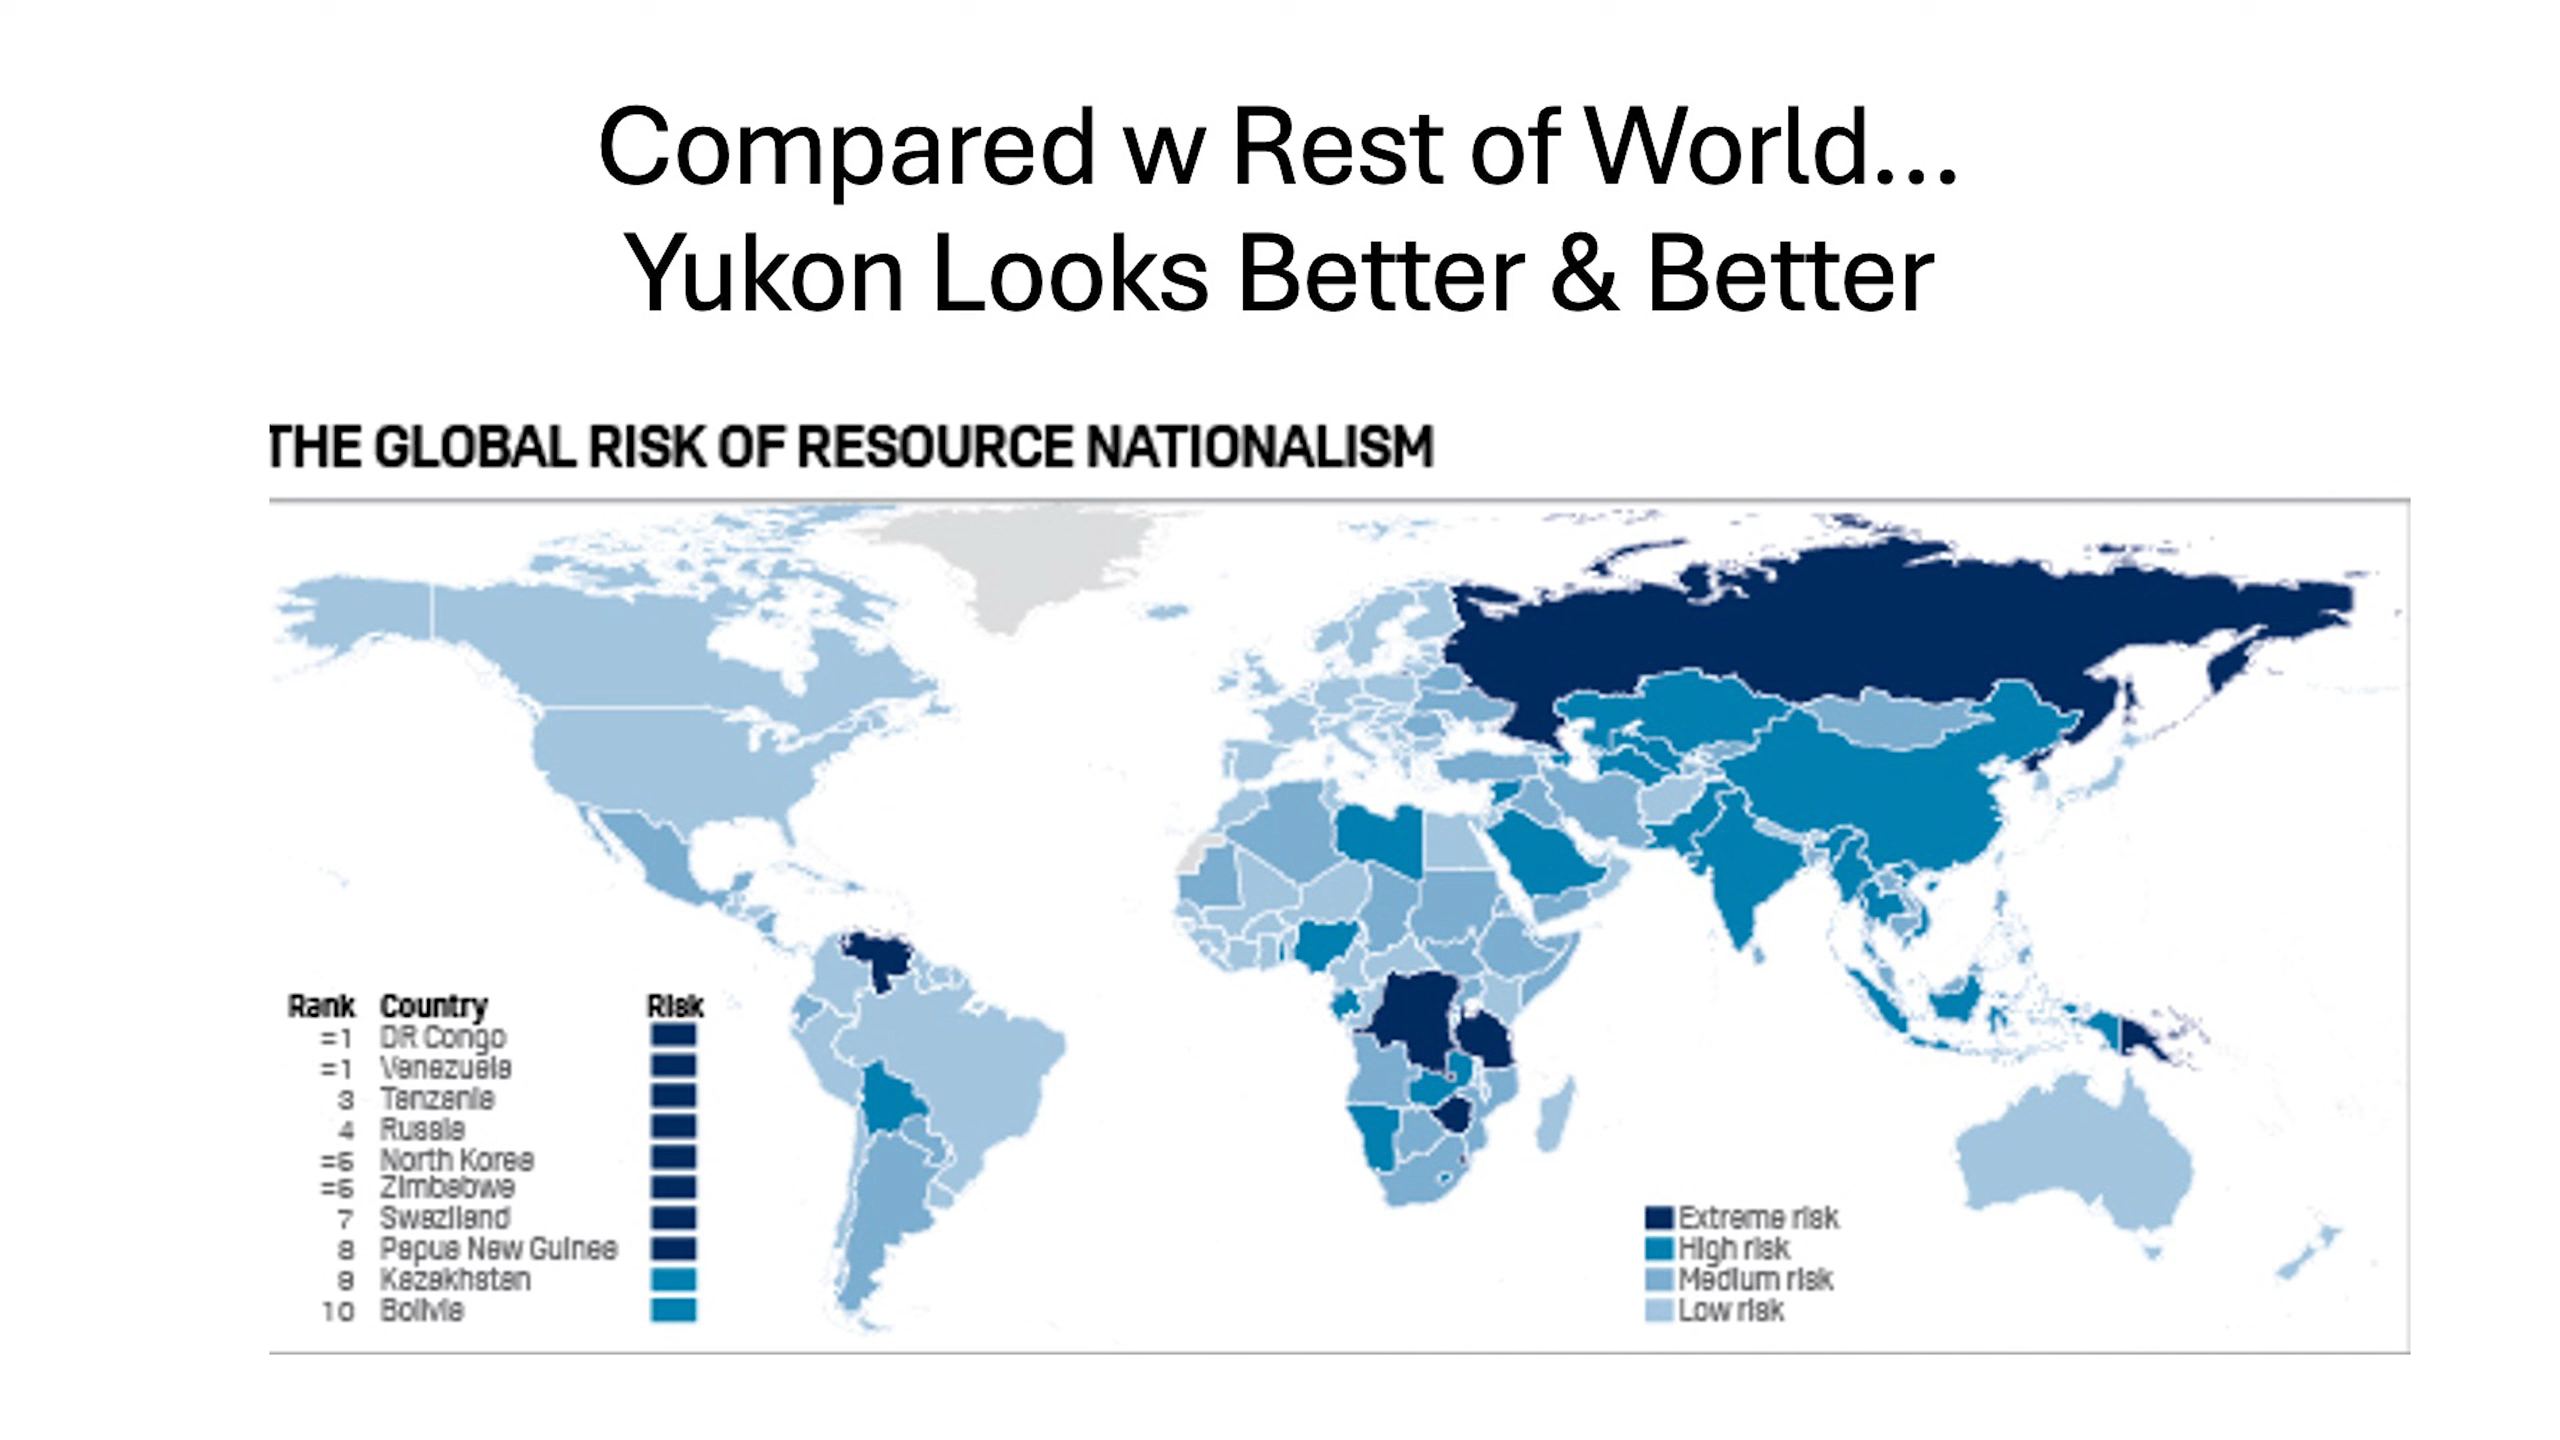 Compared w Rest of World...
Yukon Looks Better & Better
THE GLOBAL RISK OF RESOURCE NATIONALISM
Rank Country Risk
=1 DR Congo
=1 Venezuela
3 Tanzania
4 Russia
=5 North Korea
=5 Zimbabwe
7 Swaziland
8 Papua New Guinea
9 Kazakhstan
10 Bolivia
Extreme risk
High risk
Medium risk
Low risk